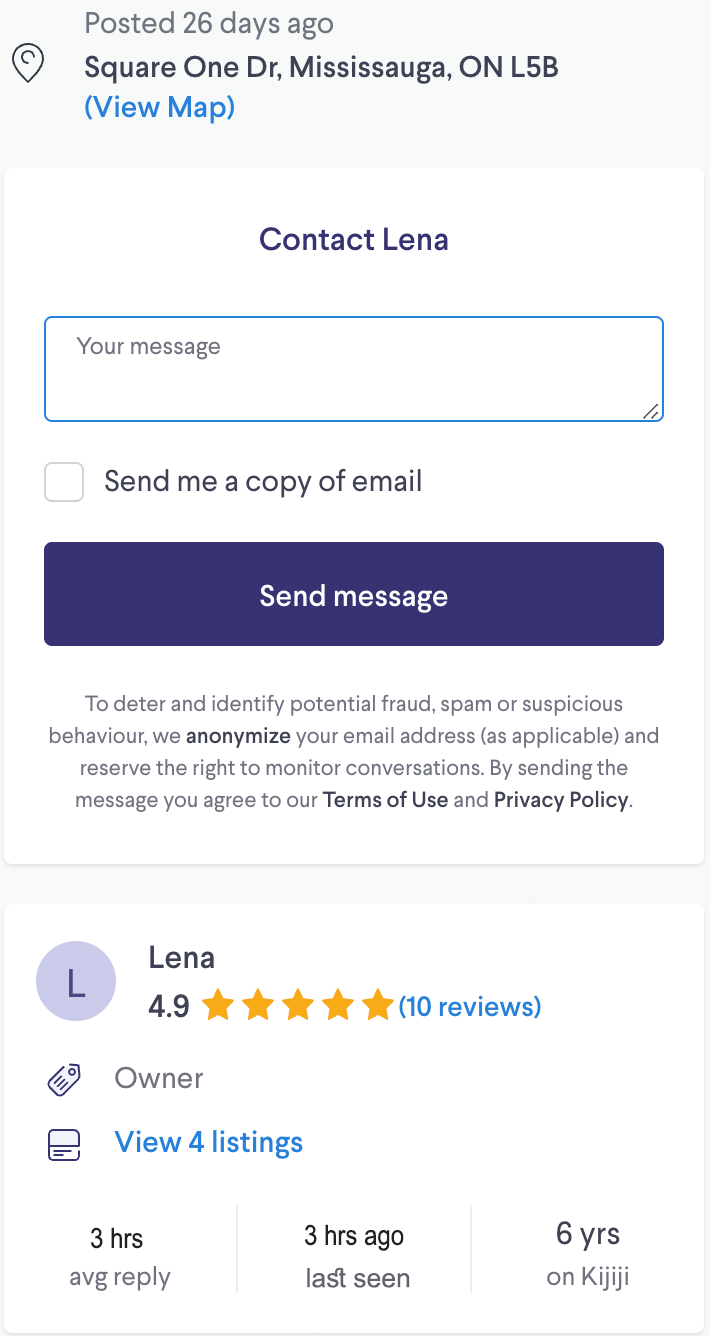 Posted 26 days ago
Square One Dr, Mississauga, ON L5B
(View Map)
Contact Lena
Your message
Send me a copy of email
Send message
To deter and identify potential fraud, spam or suspicious
behaviour, we anonymize your email address (as applicable) and
reserve the right to monitor conversations. By sending the
message you agree to our Terms of Use and Privacy Policy.
L
Lena
4.9 (10 reviews)
Owner
View 4 listings
3 hrs
avg reply
3 hrs ago
last seen
6 yrs
on Kijiji